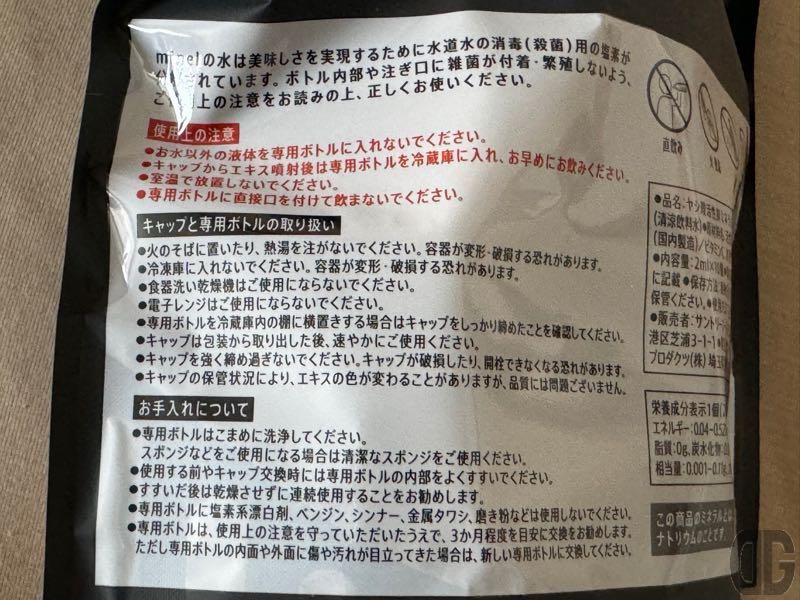 minelの水は美味しさを実現するために水道水の消毒(殺菌)用の塩素が
分解されています。ボトル内部や注ぎ口に雑菌が付着・繁殖しないよう、
ご使用上の注意をお読みの上、正しくお使いください。
使用上の注意
●お水以外の液体を専用ボトルに入れないでください。
●キャップからエキス噴射後は専用ボトルを冷蔵庫に入れ、お早めにお飲みください。
●室温で放置しないでください。
●専用ボトルに直接口を付けて飲まないでください。
キャップと専用ボトルの取り扱い
●火のそばに置いたり、熱湯を注がないでください。容器が変形・破損する恐れがあります。
●冷凍庫に入れないでください。容器が変形・破損する恐れがあります。
●食器洗い乾燥機はご使用にならないでください。
●電子レンジはご使用にならないでください。
●専用ボトルを冷蔵庫内の棚に横置きする場合はキャップをしっかり締めたことを確認してください。
●キャップは包装から取り出した後、速やかにご使用ください。
●キャップを強く締め過ぎないでください。キャップが破損したり、開栓できなくなる恐れがあります。
●キャップの保管状況により、エキスの色が変わることがありますが、品質には問題ございません。
お手入れについて
●専用ボトルはこまめに洗浄してください。
スポンジなどをご使用になる場合は清潔なスポンジをご使用ください。
●使用する前やキャップ交換時には専用ボトルの内部をよくすすいでください。
●すすいだ後は乾燥させずに連続使用することをお勧めします。
●専用ボトルに塩素系漂白剤、ベンジン、シンナー、金属タワシ、磨き粉などは使用しないでください。
●専用ボトルは、使用上の注意を守っていただいたうえで、3か月程度を目安に交換をお勧めします。
ただし専用ボトルの内面や外面に傷や汚れが目立ってきた場合は、新しい専用ボトルに交換してください。
直飲み
●品名:ヤシ殻活性炭
(清涼飲料水)
(国内製造)/ビタミンC
●内容量:2ml×
に記載●保存方法
保管ください。
●販売者:サントリー
港区芝浦3-1-1
プロダクツ(株)
栄養成分表示1個
エネルギー:0.04-0.52
脂質:0g、炭水化物
相当量:0.001-0.1
この商品のミネラルとは
ナトリウムのことです
DG